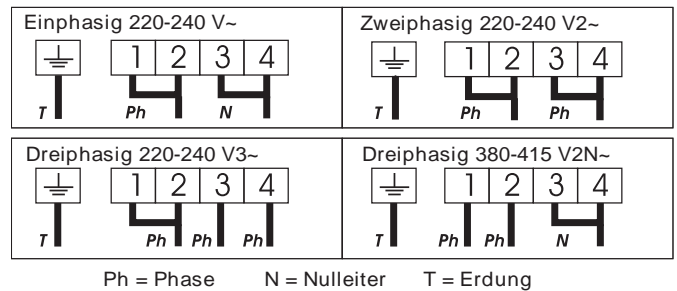 Einphasig 220-240 V~
1 2 3 4
T Ph N
Zweiphasig 220-240 V2~
1 2 3 4
T Ph Ph
Dreiphasig 220-240 V3~
1 2 3 4
T Ph Ph Ph
Dreiphasig 380-415 V2N~
1 2 3 4
T Ph Ph N
Ph = Phase N = Nulleiter T = Erdung